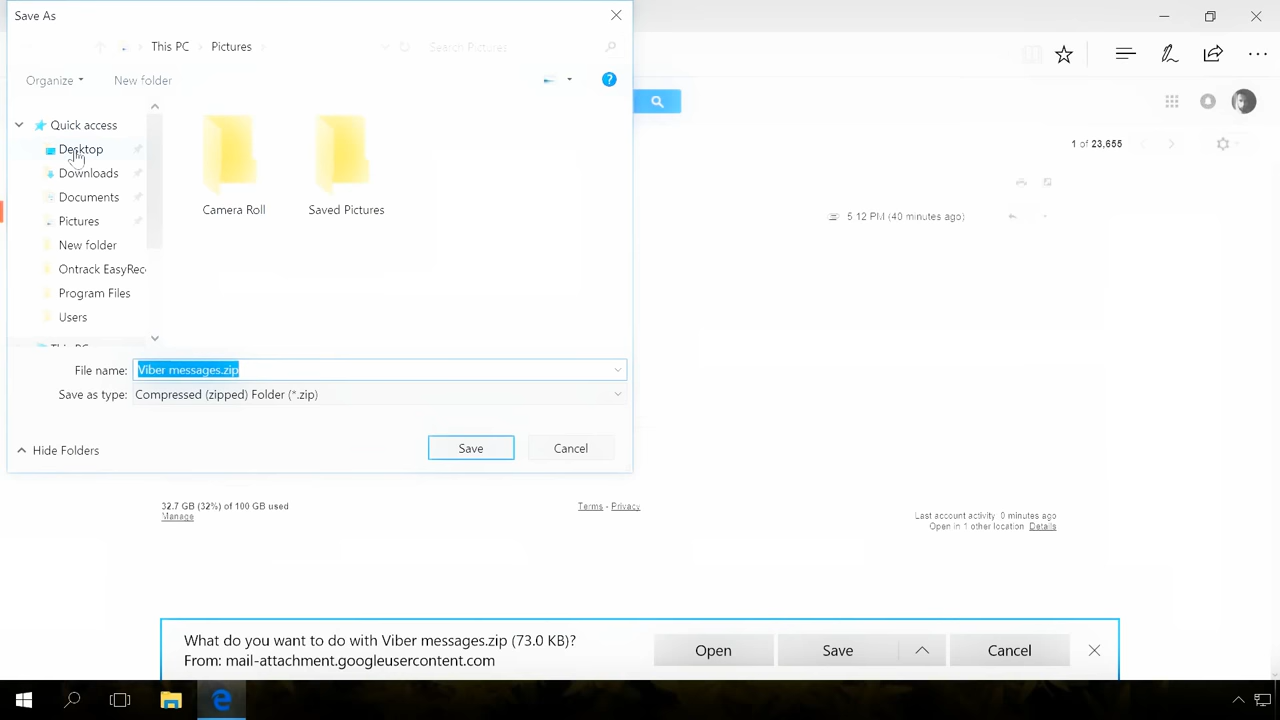 Save As
This PC
Pictures
Search Pictures
Organize
New folder
Quick access
Desktop
Downloads
Documents
Pictures
New folder
Ontrack EasyRec
Program Files
Users
Camera Roll
Saved Pictures
File name: Viber messages.zip
Save as type: Compressed (zipped) Folder (*.zip)
Hide Folders
Save
Cancel
1 of 23,655
5:12 PM (40 minutes ago)
32.7 GB (32%) of 100 GB used
Manage
Terms - Privacy
Last account activity: 0 minutes ago
Open in 1 other location Details
What do you want to do with Viber messages.zip (73.0 KB)?
From: mail-attachment.googleusercontent.com
Open
Save
Cancel